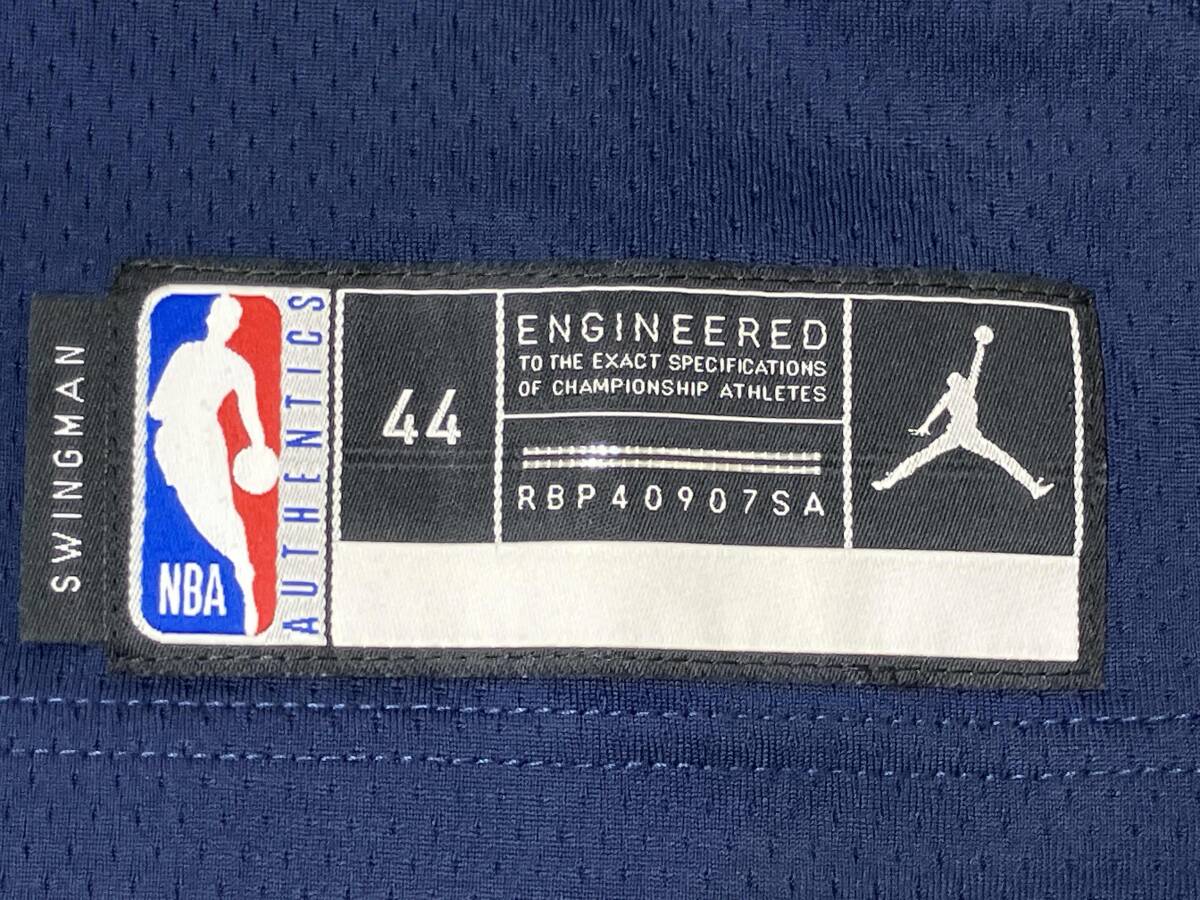 SWINGMAN
NBA
AUTHENTICS
44
ENGINEERED
TO THE EXACT SPECIFICATIONS
OF CHAMPIONSHIP ATHLETES
RBP40907SA